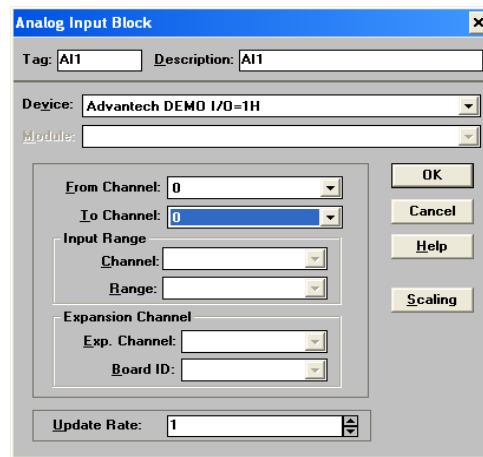 Analog Input Block
Tag: AI1 Description: AI1
Device: Advantech DEMO I/O=1H
Module:
From Channel: 0
To Channel: 0
Input Range
Channel:
Range:
Expansion Channel
Exp. Channel:
Board ID:
Update Rate: 1
OK
Cancel
Help
Scaling